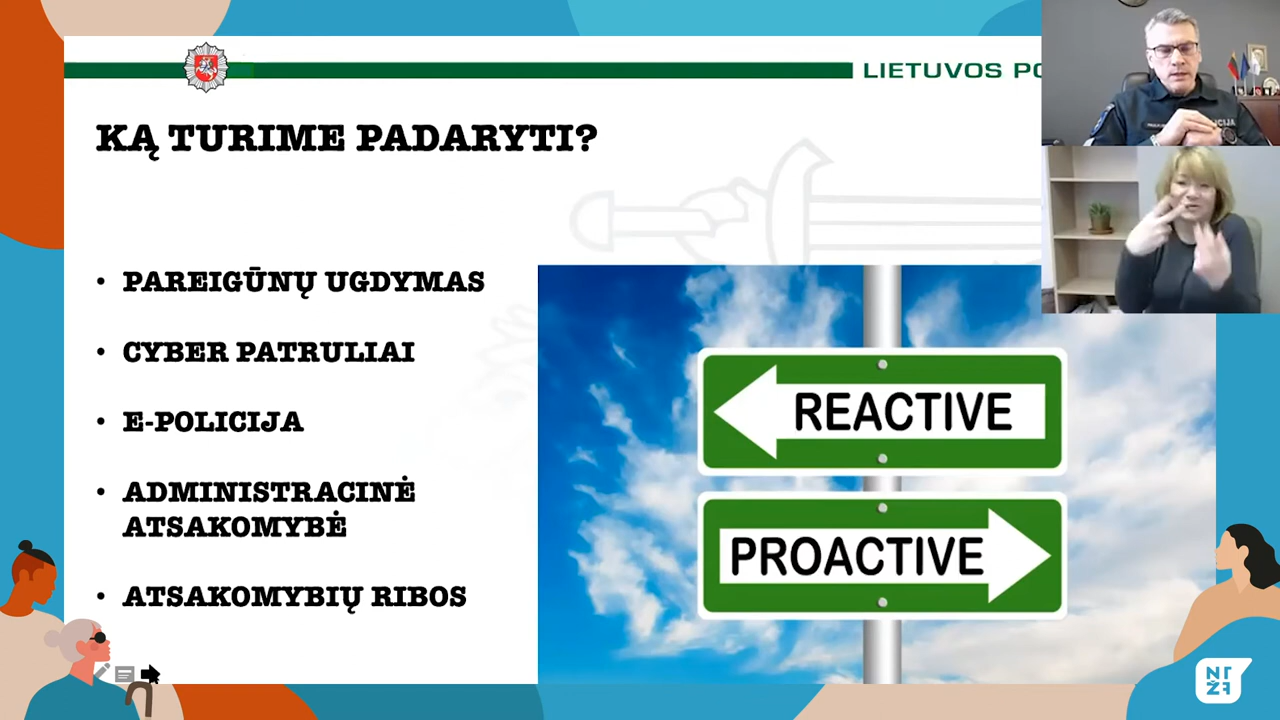 LIETUVOS PO
KĄ TURIME PADARYTI?
• PAREIGŪNŲ UGDYMAS
• CYBER PATRULIAI
• E-POLICIJA
• ADMINISTRACINĖ
ATSAKOMYBĖ
• ATSAKOMYBIŲ RIBOS
REACTIVE
PROACTIVE